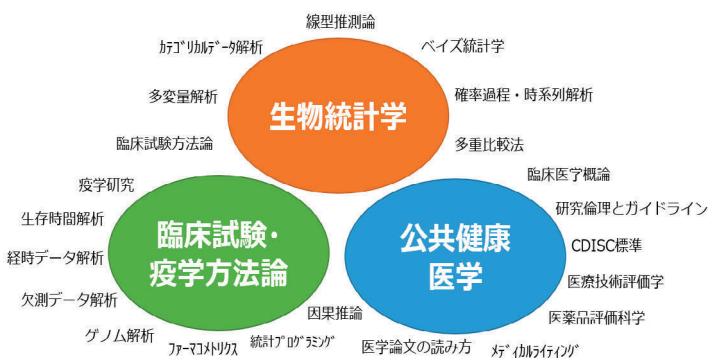 線型推測論
ｶﾃｺﾞﾘｶﾙﾃﾞｰﾀ解析
ベイズ統計学
多変量解析
確率過程・時系列解析
生物統計学
臨床試験方法論
多重比較法
臨床医学概論
疫学研究
研究倫理とガイドライン
生存時間解析
臨床試験・
疫学方法論
公共健康
医学
CDISC標準
経時データ解析
医療技術評価学
欠測データ解析
因果推論
医薬品評価科学
ゲノム解析
ﾌｧｰﾏｺﾒﾄﾘｸｽ
統計ﾌﾟﾛｸﾞﾗﾐﾝｸﾞ
医学論文の読み方
ﾒﾃﾞｨｶﾙﾗｲﾃｨﾝｸﾞ